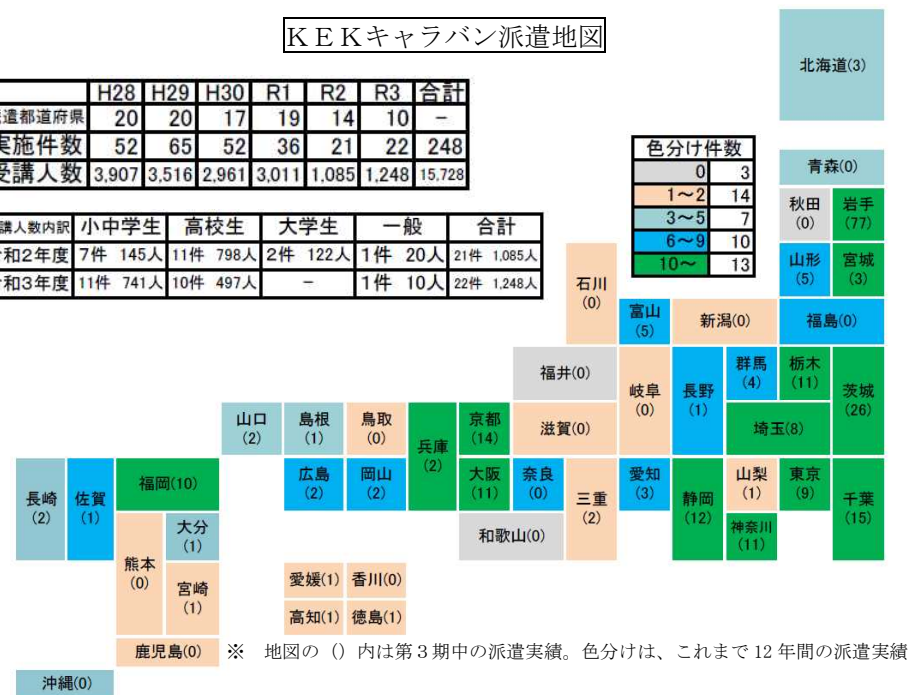 KEKキャラバン派遣地図
H28 H29 H30 R1 R2 R3 合計
遣都道府県 20 20 17 19 14 10 −
実施件数 52 65 52 36 21 22 248
受講人数 3,907 3,516 2,961 3,011 1,085 1,248 15,728
講人数内訳 小中学生 高校生 大学生 一般 合計
和2年度 7件 145人 11件 798人 2件 122人 1件 20人 21件 1,085人
和3年度 11件 741人 10件 497人 − 1件 10人 22件 1,248人
色分け件数
0 3
1～2 14
3～5 7
6～9 10
10～ 13
北海道(3)
青森(0)
秋田(0)
岩手(77)
山形(5)
宮城(3)
石川(0)
富山(5)
新潟(0)
福島(0)
福井(0)
岐阜(0)
長野(1)
群馬(4)
栃木(11)
茨城(26)
山口(2)
島根(1)
鳥取(0)
兵庫(2)
京都(14)
滋賀(0)
埼玉(8)
長崎(2)
佐賀(1)
福岡(10)
広島(2)
岡山(2)
大阪(11)
奈良(0)
三重(2)
愛知(3)
静岡(12)
山梨(1)
東京(9)
千葉(15)
大分(1)
和歌山(0)
神奈川(11)
熊本(0)
宮崎(1)
愛媛(1)
香川(0)
高知(1)
徳島(1)
鹿児島(0)
※ 地図の()内は第3期中の派遣実績。色分けは、これまで12年間の派遣実績
沖縄(0)